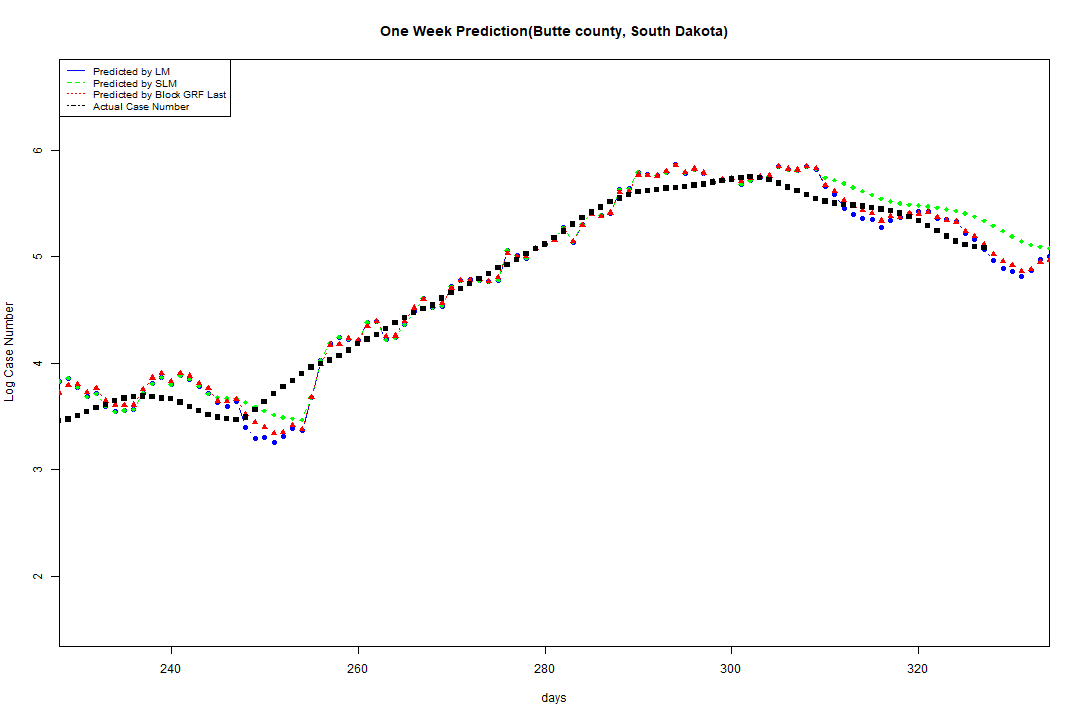 One Week Prediction(Butte county, South Dakota)
Predicted by LM
Predicted by SLM
Predicted by Block GRF Last
Actual Case Number
6
5
4
3
2
Log Case Number
240 260 280 300 320
days